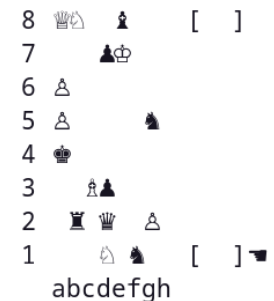 8 ♕♘  ♝    [  ]
7    ♟♔
6 ♙
5 ♙     ♞
4 ♚
3   ♗♟
2  ♜ ♛  ♙
1    ♘ ♞   [  ]☚
abcdefgh